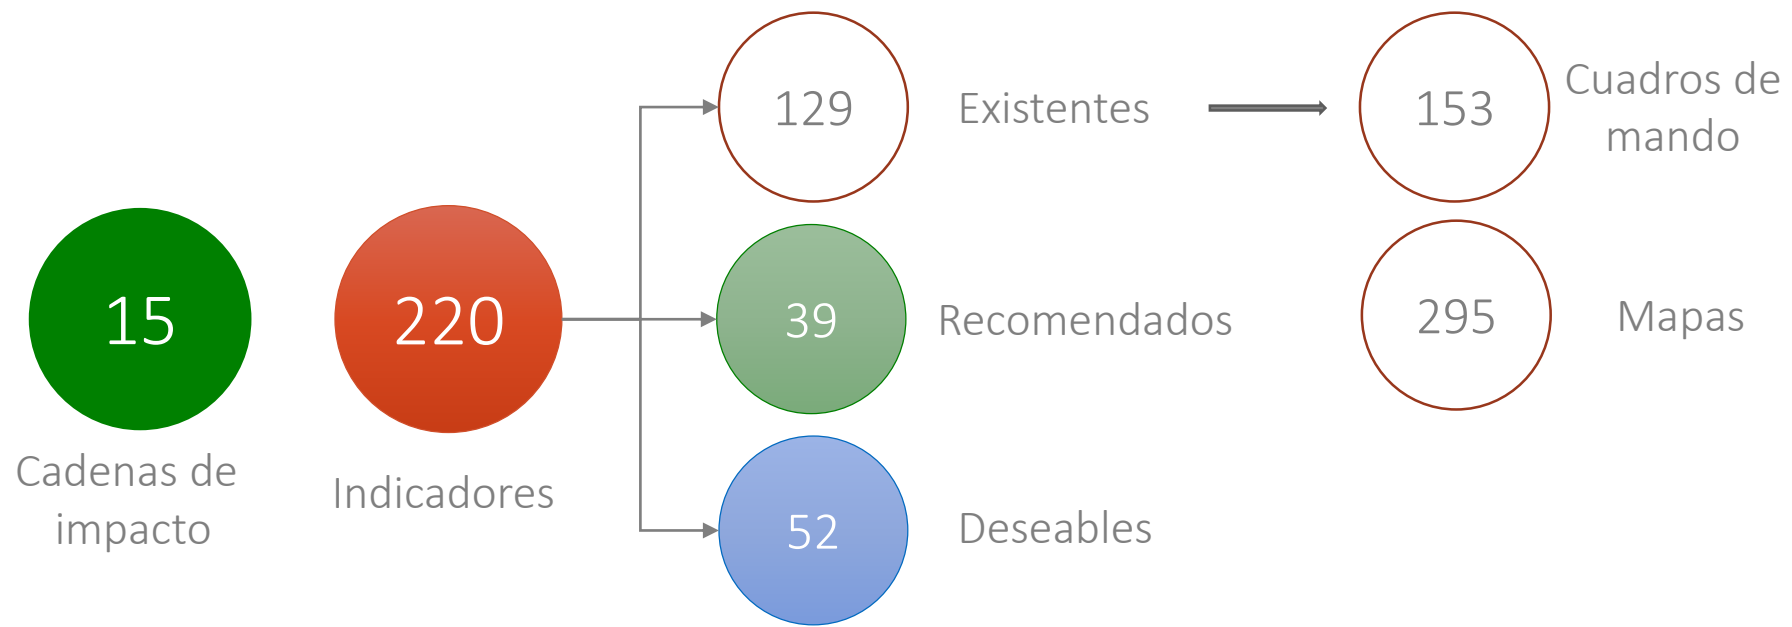 15
Cadenas de
impacto
220
Indicadores
129
Existentes
39
Recomendados
52
Deseables
153
Cuadros de
mando
295
Mapas